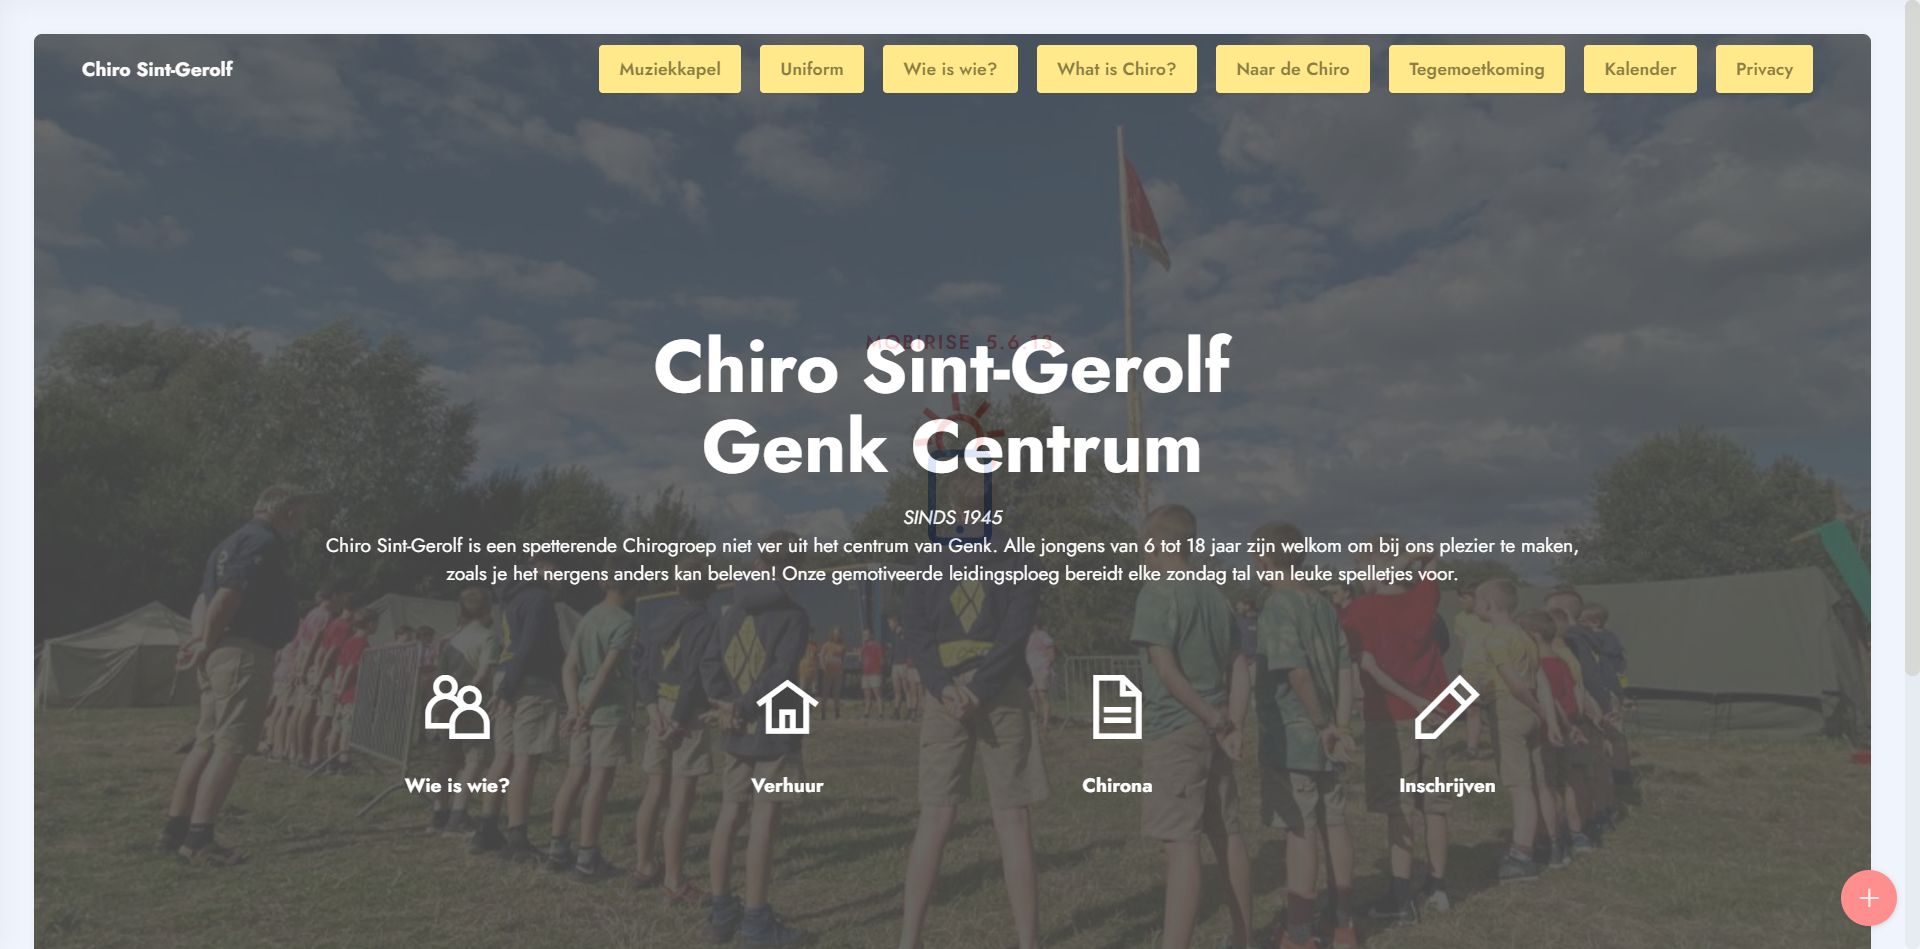 Chiro Sint-Gerolf
Muziekkapel
Uniform
Wie is wie?
What is Chiro?
Naar de Chiro
Tegemoetkoming
Kalender
Privacy
MOBIRISE 5.6.13
Chiro Sint-Gerolf
Genk Centrum
SINDS 1945
Chiro Sint-Gerolf is een spetterende Chirogroep niet ver uit het centrum van Genk. Alle jongens van 6 tot 18 jaar zijn welkom om bij ons plezier te maken,
zoals je het nergens anders kan beleven! Onze gemotiveerde leidingsploeg bereidt elke zondag tal van leuke spelletjes voor.
Wie is wie?
Verhuur
Chirona
Inschrijven